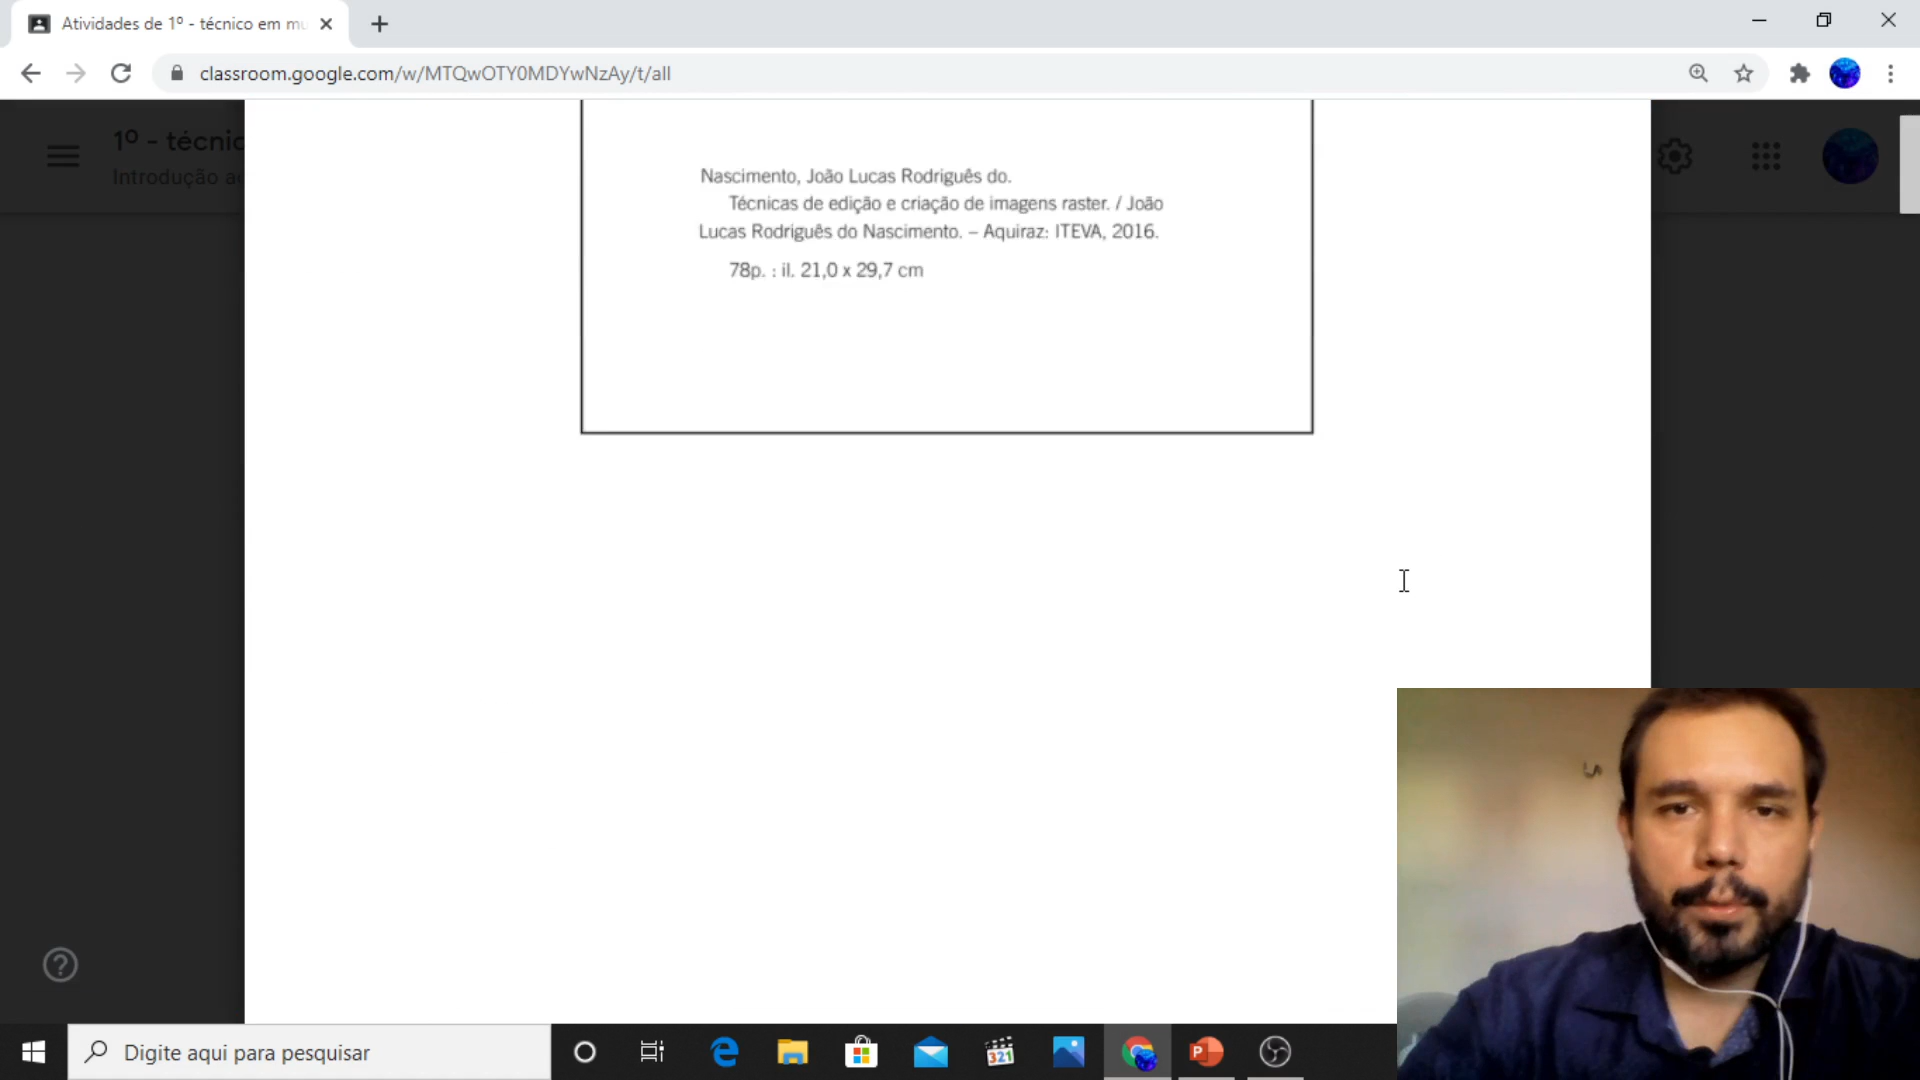 Atividades de 1º - técnico em mu
classroom.google.com/w/MTQwOTY0MDYwNzAy/t/all
1º - técnic
Introdução a
Nascimento, João Lucas Rodriguês do.
Técnicas de edição e criação de imagens raster. / João
Lucas Rodriguês do Nascimento. – Aquiraz: ITEVA, 2016.
78p. : il. 21,0 x 29,7 cm
Digite aqui para pesquisar
321
P